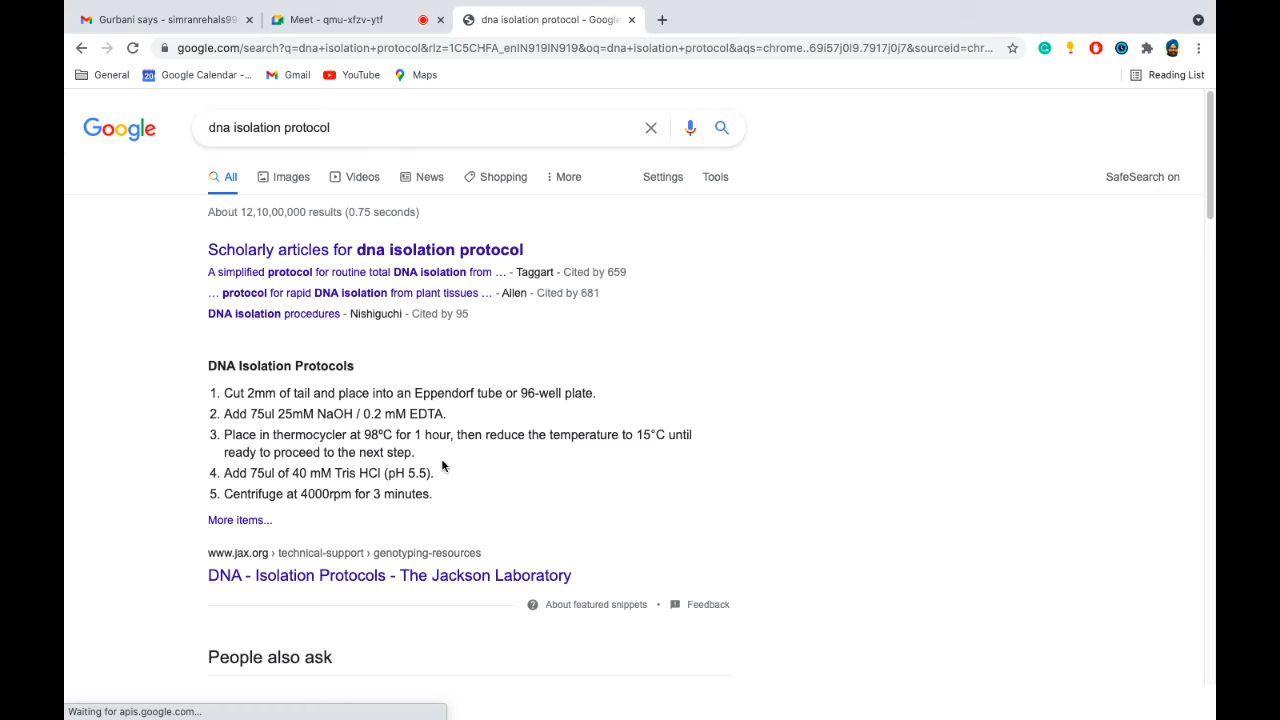 Gurbani says - simranrehals99
Meet - qmu-xfzv-ytf
dna isolation protocol - Google
google.com/search?q=dna+isolation+protocol&rlz=1C5CHFA_enIN919IN919&oq=dna+isolation+protocol&aqs=chrome..69i57j0l9.7917j0j7&sourceid=chr...
General
20 Google Calendar -...
Gmail
YouTube
Maps
Reading List
Google
dna isolation protocol
All
Images
Videos
News
Shopping
More
Settings
Tools
SafeSearch on
About 12,10,00,000 results (0.75 seconds)
Scholarly articles for dna isolation protocol
A simplified protocol for routine total DNA isolation from ... - Taggart - Cited by 659
... protocol for rapid DNA isolation from plant tissues ... - Allen - Cited by 681
DNA isolation procedures - Nishiguchi - Cited by 95
DNA Isolation Protocols
1. Cut 2mm of tail and place into an Eppendorf tube or 96-well plate.
2. Add 75ul 25mM NaOH / 0.2 mM EDTA.
3. Place in thermocycler at 98ºC for 1 hour, then reduce the temperature to 15°C until
ready to proceed to the next step.
4. Add 75ul of 40 mM Tris HCl (pH 5.5).
5. Centrifuge at 4000rpm for 3 minutes.
More items...
www.jax.org › technical-support › genotyping-resources
DNA - Isolation Protocols - The Jackson Laboratory
About featured snippets • Feedback
People also ask
Waiting for apis.google.com...